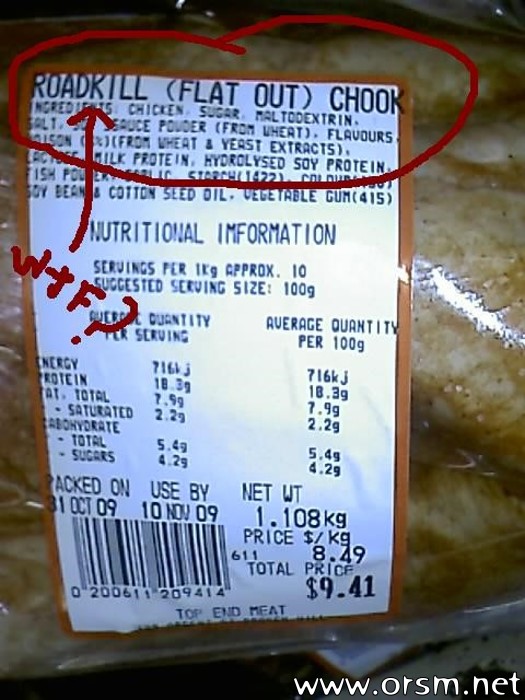 ROADKILL (FLAT OUT) CHOOK
INGREDIENTS: CHICKEN, SUGAR, MALTODEXTRIN,
SALT, SAUCE POWDER (FROM WHEAT), FLAVOURS
(FROM WHEAT & YEAST EXTRACTS),
MILK PROTEIN, HYDROLYSED SOY PROTEIN,
FISH STARCH(1422),
SOY BEAN & COTTON SEED OIL, VEGETABLE GUM(415)
WTF?
NUTRITIONAL IMFORMATION
SERVINGS PER 1Kg APPROX. 10
SUGGESTED SERVING SIZE: 100g
AVERAGE QUANTITY AVERAGE QUANTITY
PER SERVING PER 100g
ENERGY 716kj 716kj
PROTEIN 18.3g 18.3g
FAT, TOTAL 7.9g 7.9g
- SATURATED 2.2g 2.2g
CABOHYDRATE
- TOTAL 5.4g 5.4g
- SUGARS 4.2g 4.2g
PACKED ON USE BY NET WT
31 OCT 09 10 NOV 09 1.108kg
PRICE $/kg
611 8.49
TOTAL PRICE
$9.41
0 200611 209414
TOP END MEAT
www.orsm.net